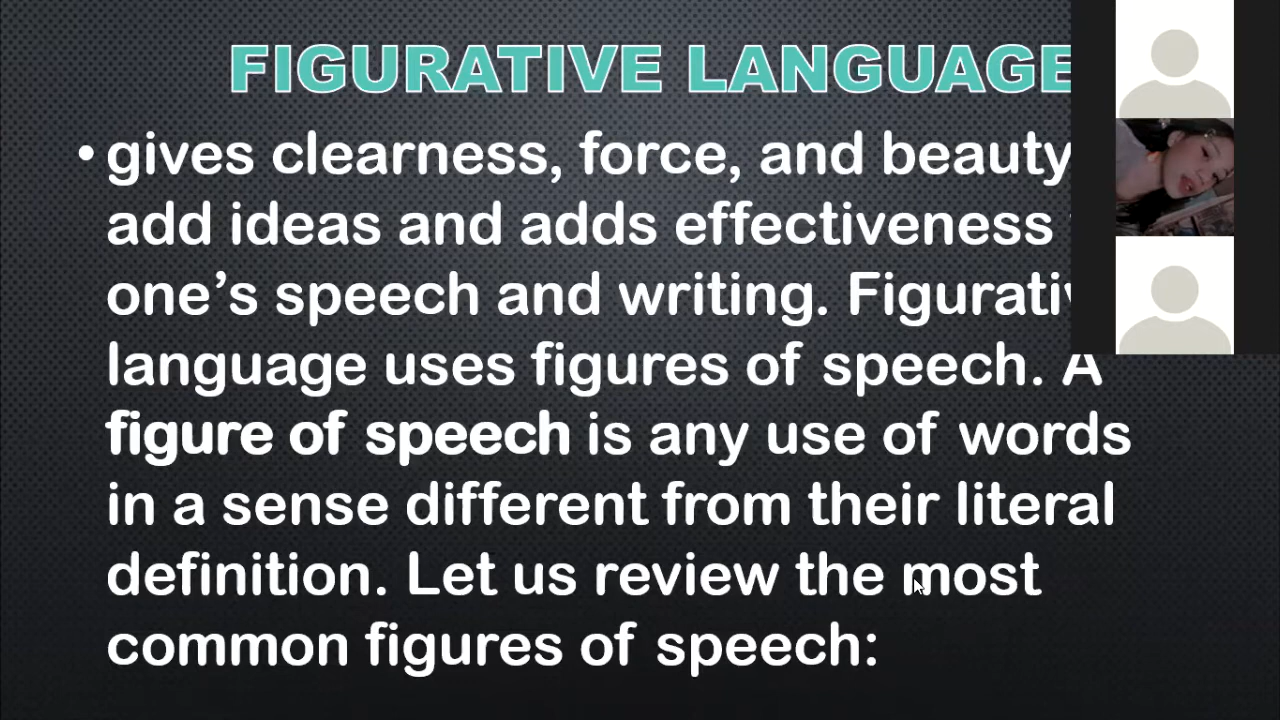 FIGURATIVE LANGUAGE
• gives clearness, force, and beauty
add ideas and adds effectiveness
one's speech and writing. Figurativ
language uses figures of speech. A
figure of speech is any use of words
in a sense different from their literal
definition. Let us review the most
common figures of speech: